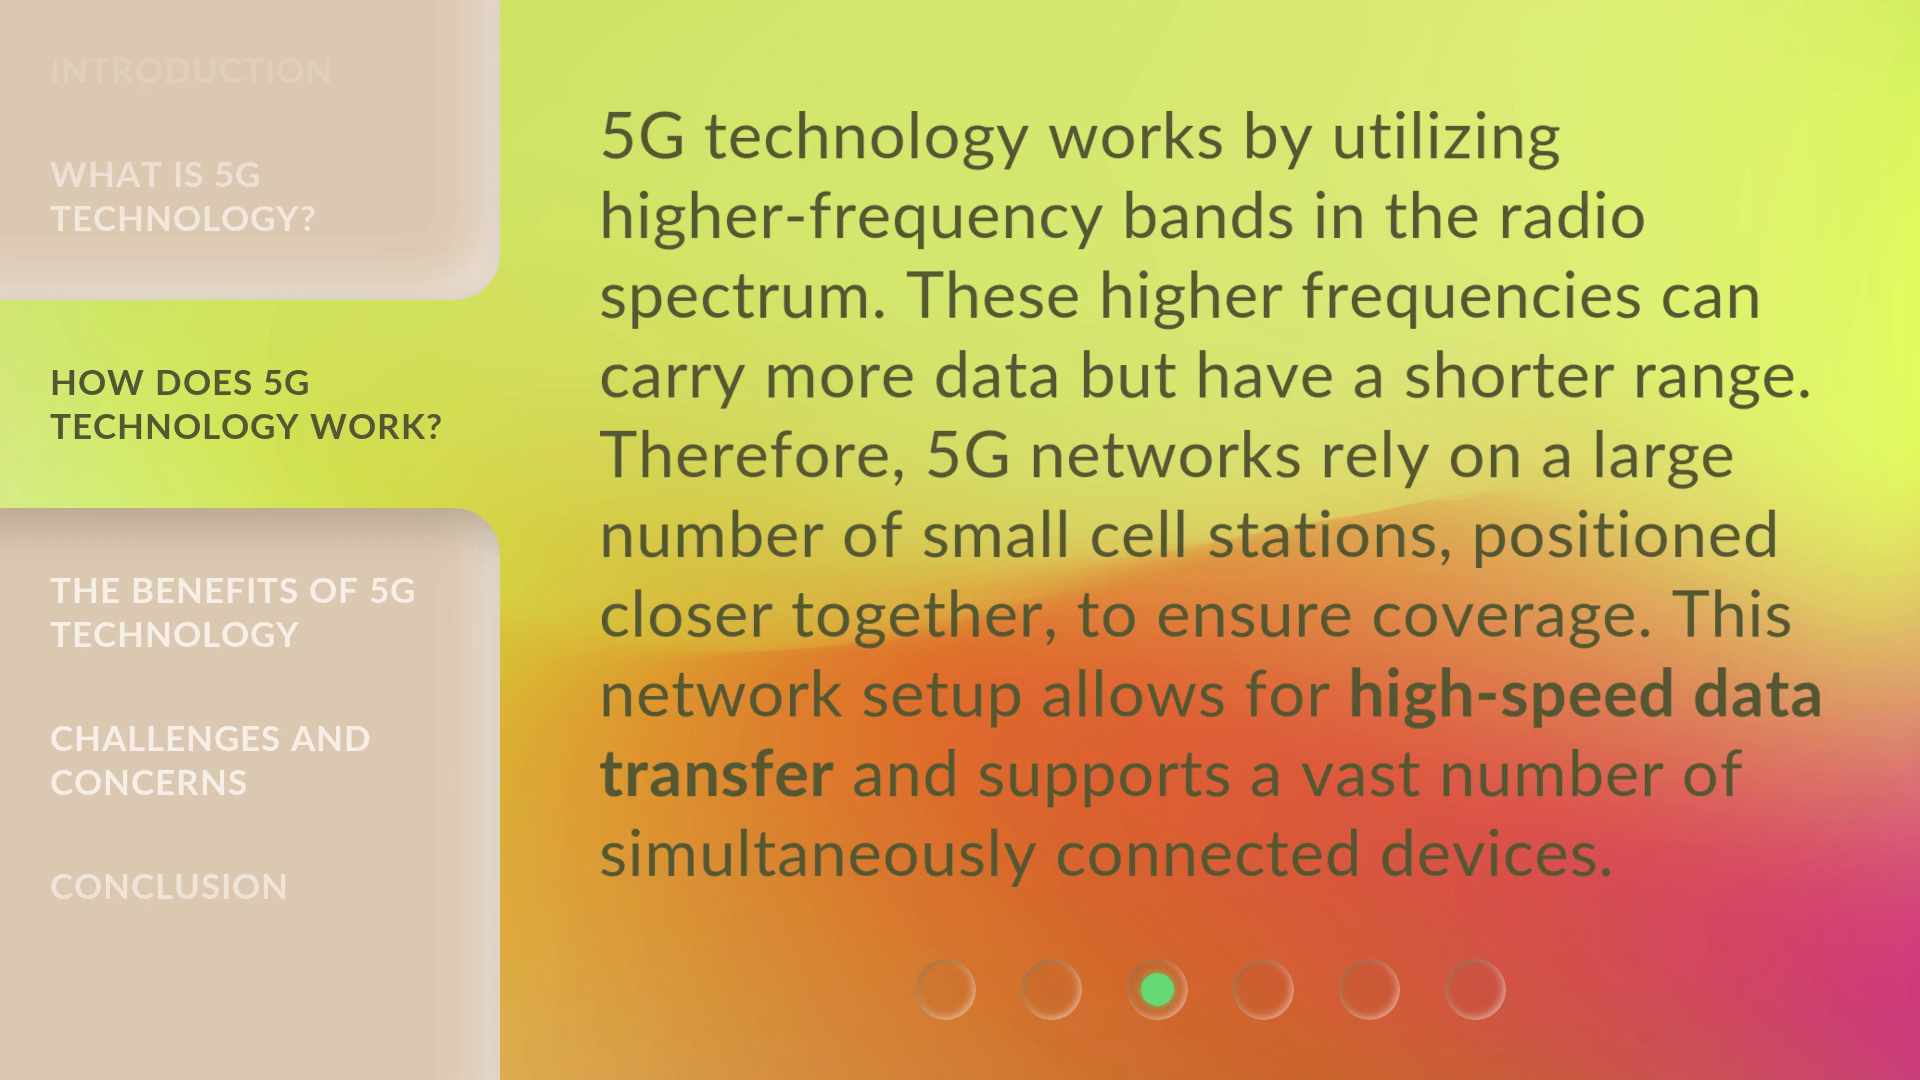 INTRODUCTION
WHAT IS 5G
TECHNOLOGY?
HOW DOES 5G
TECHNOLOGY WORK?
THE BENEFITS OF 5G
TECHNOLOGY
CHALLENGES AND
CONCERNS
CONCLUSION
5G technology works by utilizing
higher-frequency bands in the radio
spectrum. These higher frequencies can
carry more data but have a shorter range.
Therefore, 5G networks rely on a large
number of small cell stations, positioned
closer together, to ensure coverage. This
network setup allows for high-speed data
transfer and supports a vast number of
simultaneously connected devices.